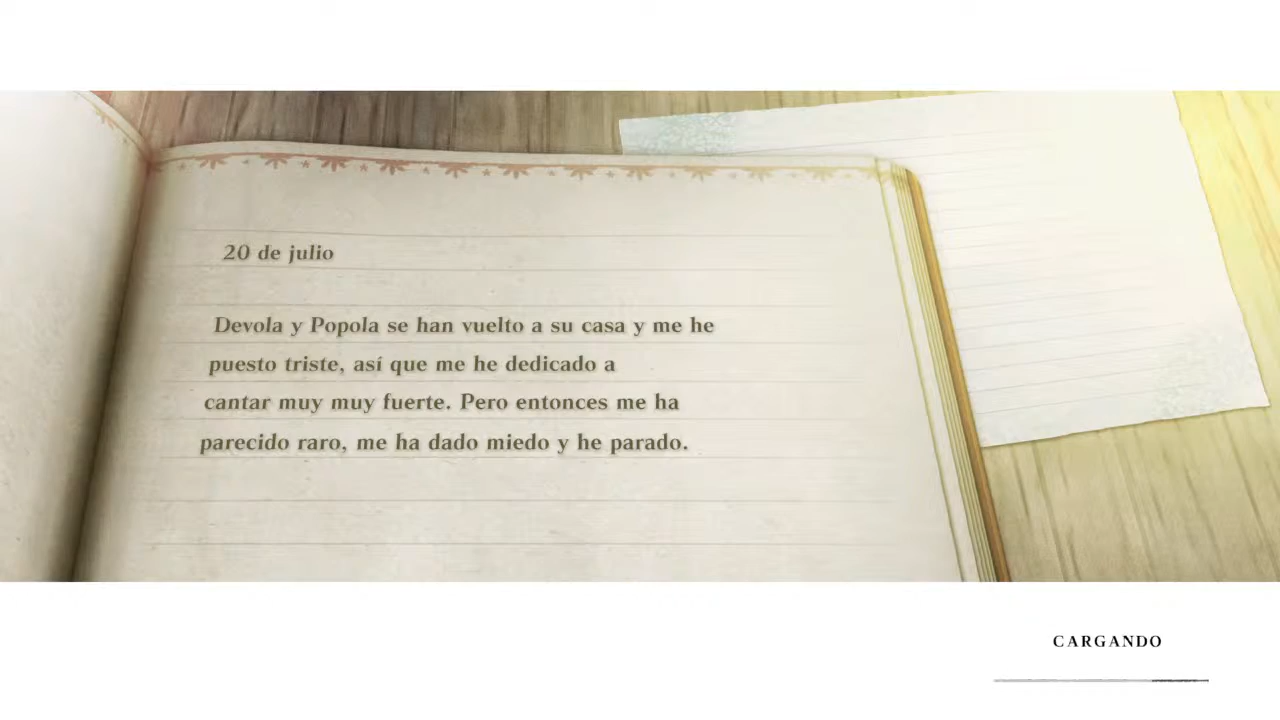 20 de julio
Devola y Popola se han vuelto a su casa y me he
puesto triste, así que me he dedicado a
cantar muy muy fuerte. Pero entonces me ha
parecido raro, me ha dado miedo y he parado.
CARGANDO